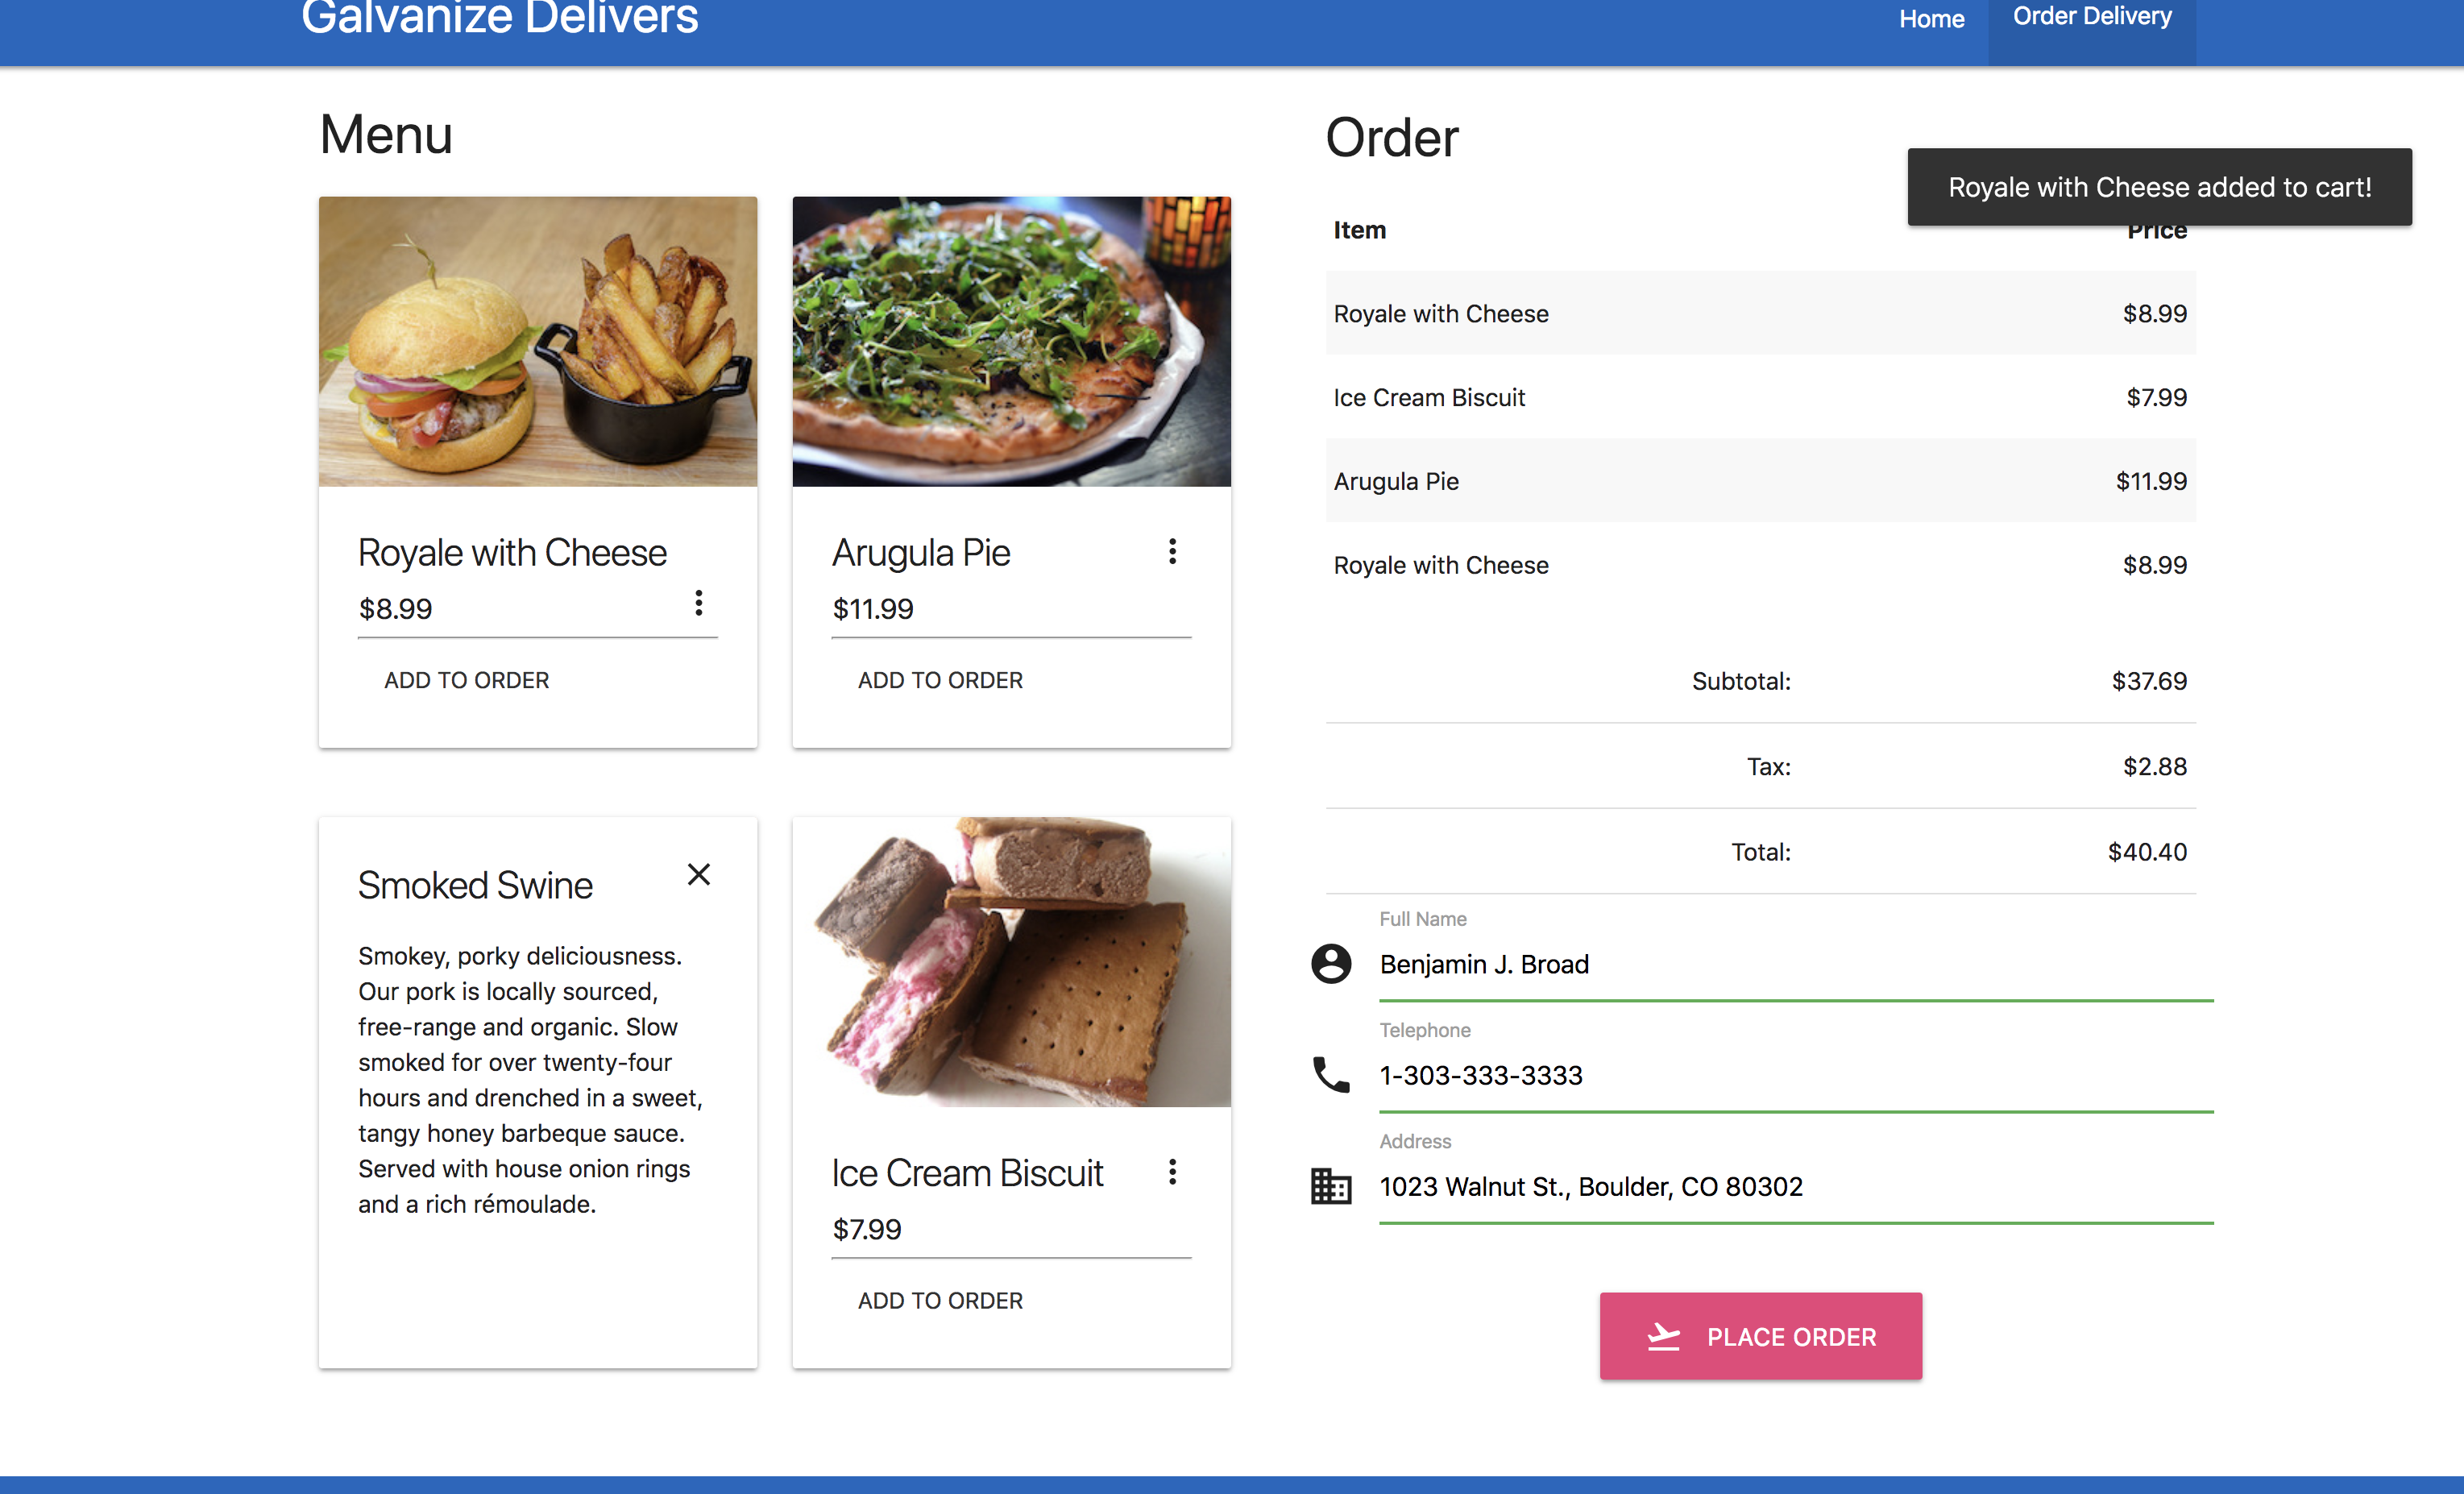 Galvanize Delivers
Home
Order Delivery
Menu
Royale with Cheese
$8.99
ADD TO ORDER
Arugula Pie
$11.99
ADD TO ORDER
Smoked Swine
Smokey, porky deliciousness.
Our pork is locally sourced,
free-range and organic. Slow
smoked for over twenty-four
hours and drenched in a sweet,
tangy honey barbeque sauce.
Served with house onion rings
and a rich rémoulade.
Ice Cream Biscuit
$7.99
ADD TO ORDER
Order
Royale with Cheese added to cart!
Item Price
Royale with Cheese $8.99
Ice Cream Biscuit $7.99
Arugula Pie $11.99
Royale with Cheese $8.99
Subtotal: $37.69
Tax: $2.88
Total: $40.40
Full Name
Benjamin J. Broad
Telephone
1-303-333-3333
Address
1023 Walnut St., Boulder, CO 80302
PLACE ORDER